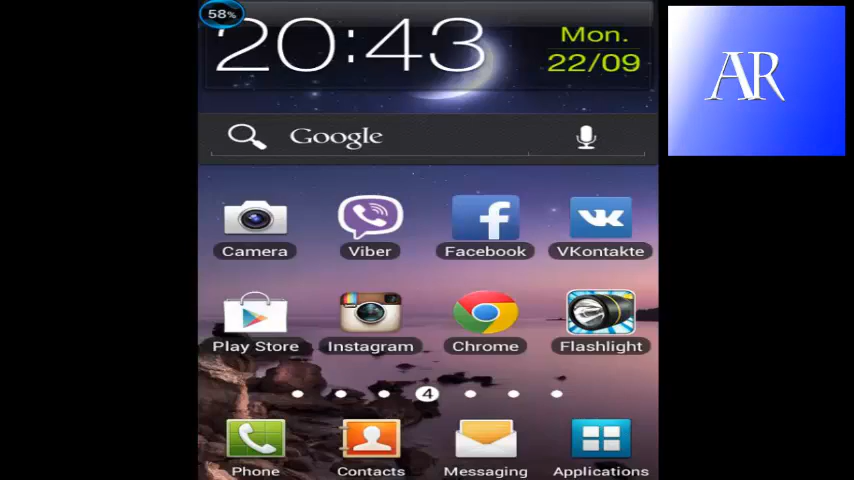 58%
20:43
Mon.
22/09
AR
Google
Camera
Viber
Facebook
VKontakte
Play Store
Instagram
Chrome
Flashlight
4
Phone
Contacts
Messaging
Applications